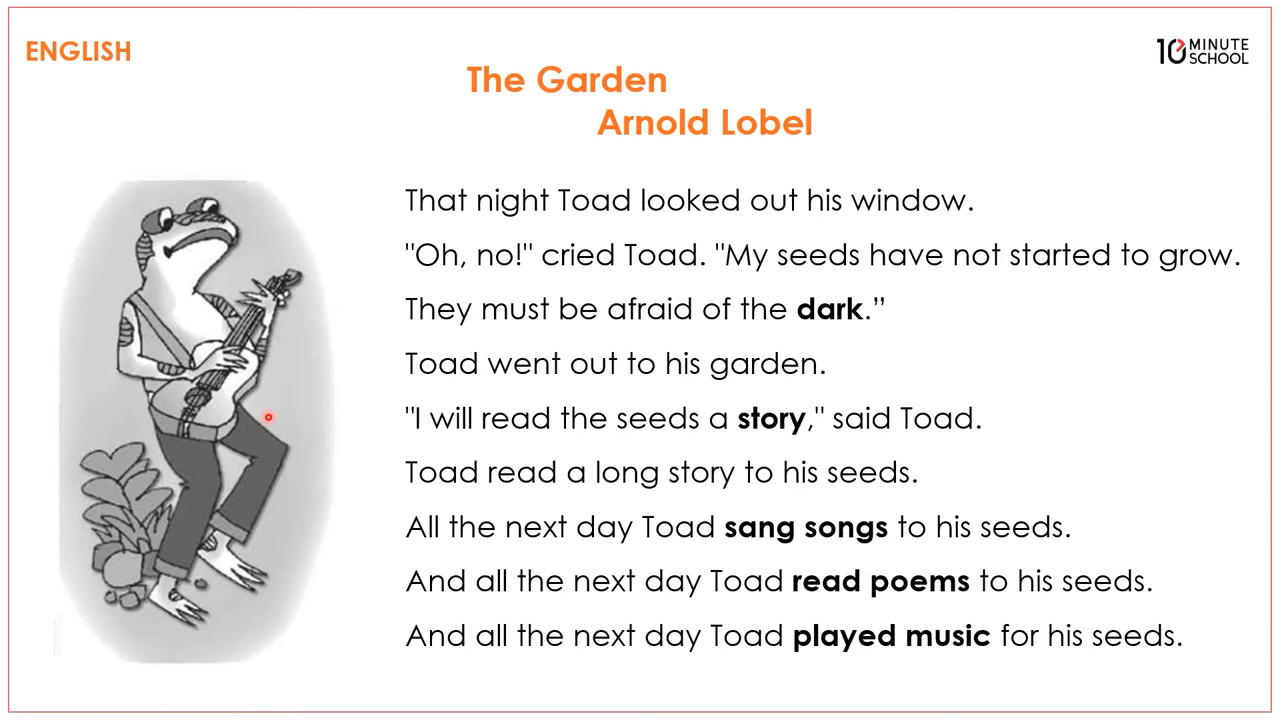 ENGLISH
10 MINUTE
SCHOOL
The Garden
Arnold Lobel
That night Toad looked out his window.
"Oh, no!" cried Toad. "My seeds have not started to grow.
They must be afraid of the dark.”
Toad went out to his garden.
"I will read the seeds a story," said Toad.
Toad read a long story to his seeds.
All the next day Toad sang songs to his seeds.
And all the next day Toad read poems to his seeds.
And all the next day Toad played music for his seeds.